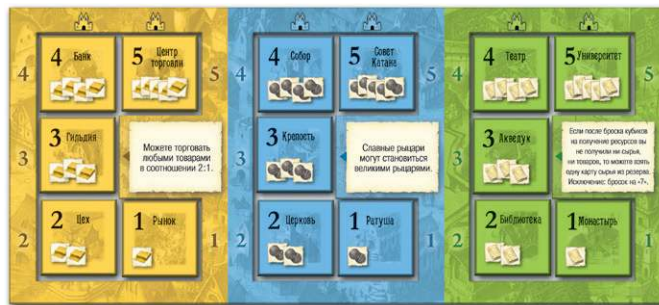 4 Банк
5 Центр
торговли
4
5
3 Гильдия
3
Можете торговать
любыми товарами
в соотношении 2:1.
2 Цех
1 Рынок
2
1
4 Собор
5 Совет
Катана
4
5
3 Крепость
3
Славные рыцари
могут становиться
великими рыцарями.
2 Церковь
1 Ратуша
2
1
4 Театр
5 Университет
4
5
3 Акведук
3
Если после броска кубиков
на получение ресурсов вы
не получили ни сырья,
ни товаров, то можете взять
одну карту сырья из резерва.
Исключение: бросок на «7».
2 Библиотека
1 Монастырь
2
1